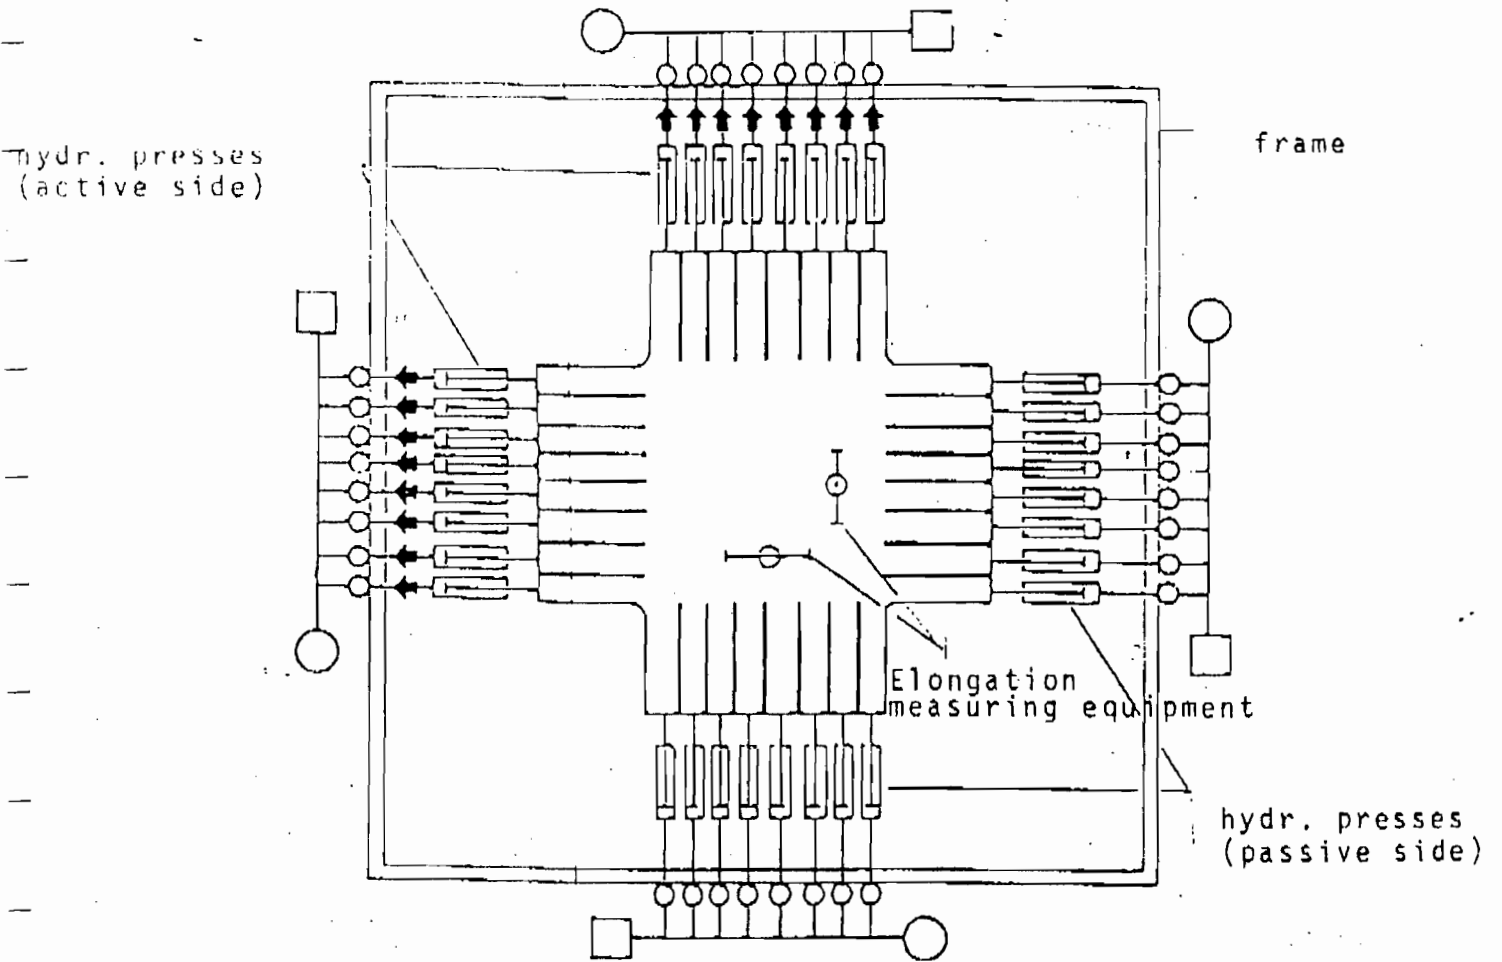 frame
hydr. presses
(active side)
Elongation
measuring equipment
hydr. presses
(passive side)